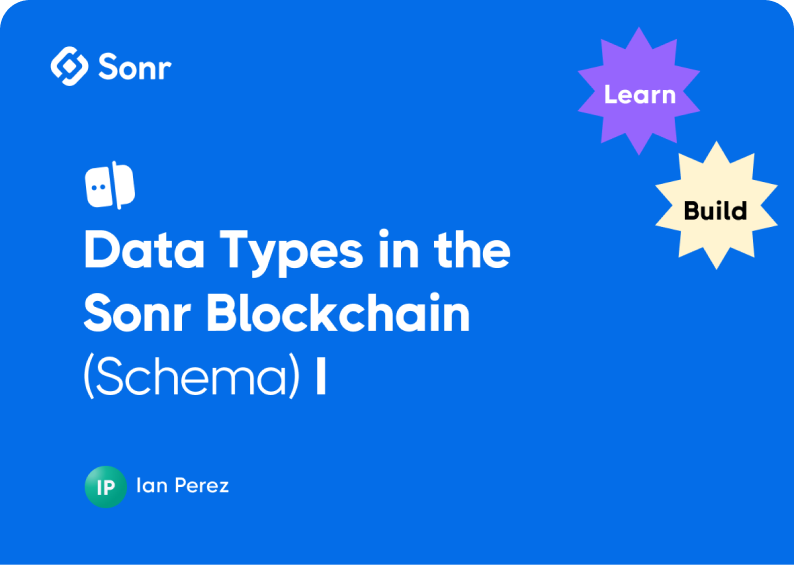 Sonr
Learn
Build
Data Types in the
Sonr Blockchain
(Schema) I
IP Ian Perez